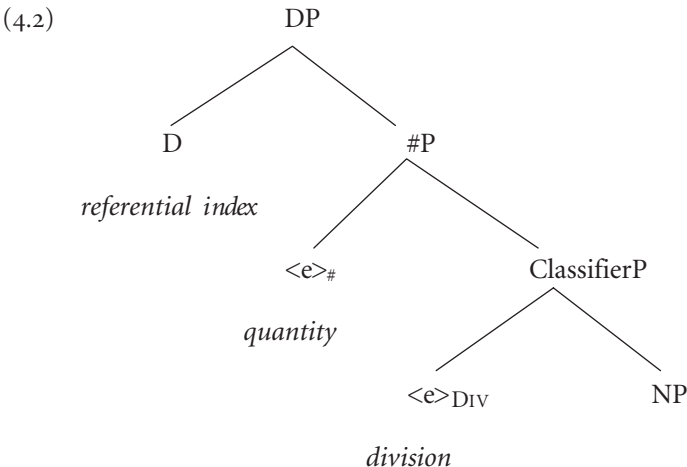 (4.2) DP
D #P
referential index
<e># ClassifierP
quantity
<e>DIV NP
division